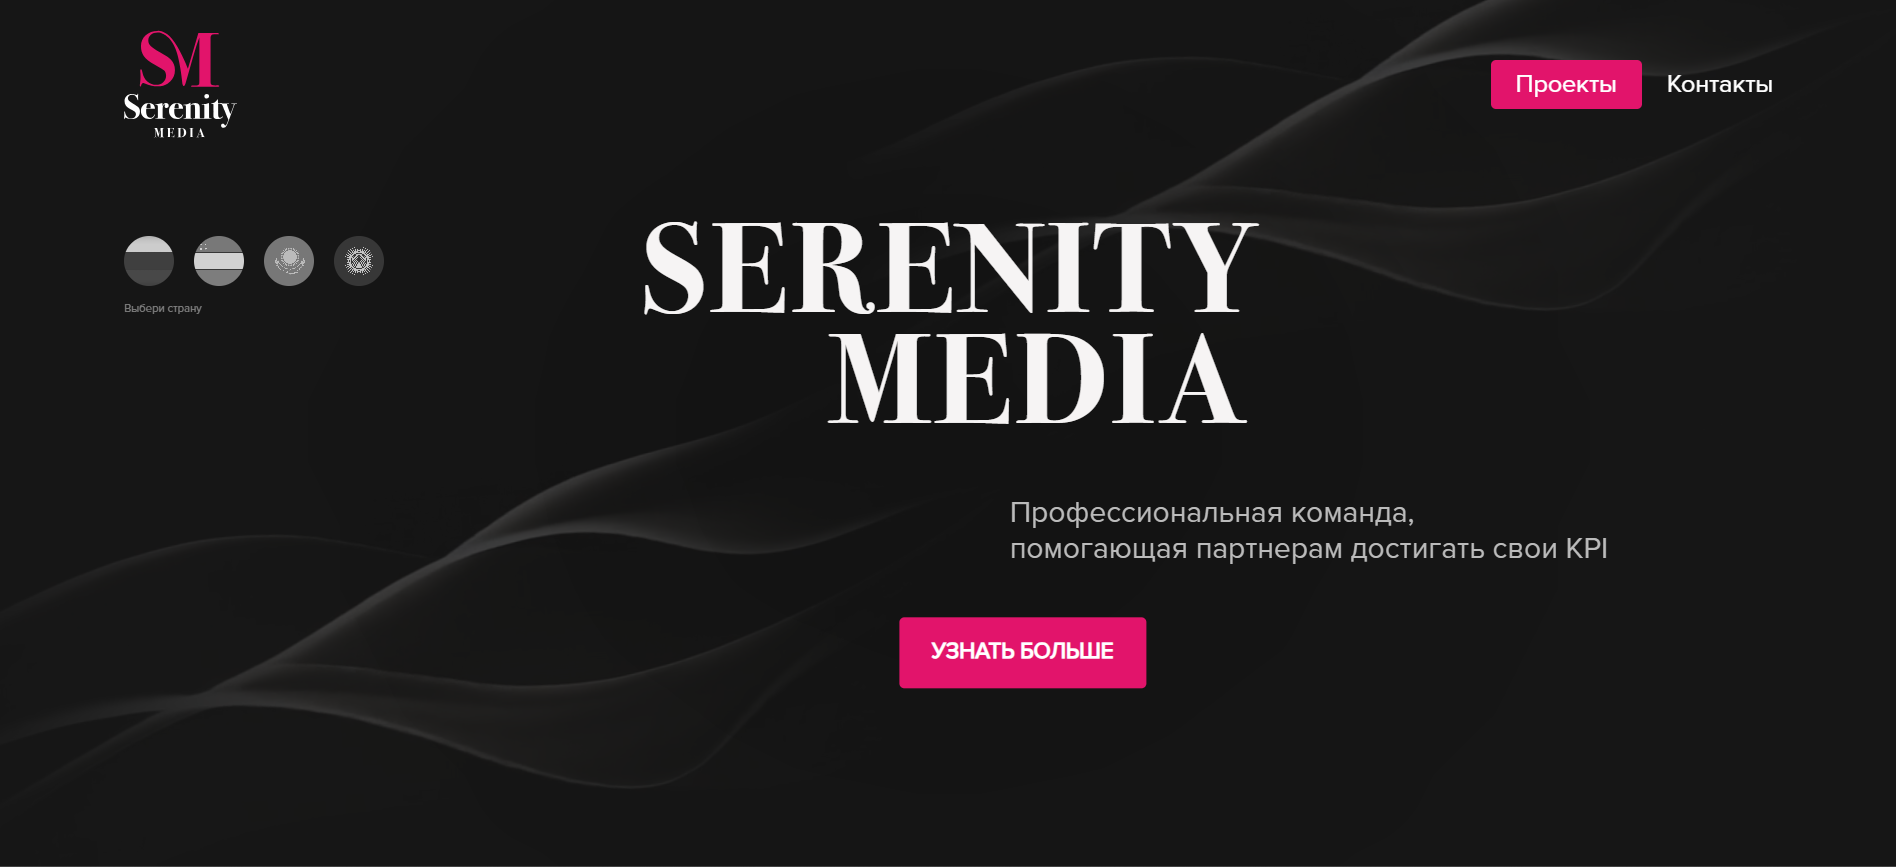 SM
Serenity
MEDIA
Проекты
Контакты
Выбери страну
SERENITY
MEDIA
Профессиональная команда,
помогающая партнерам достигать свои KPI
УЗНАТЬ БОЛЬШЕ